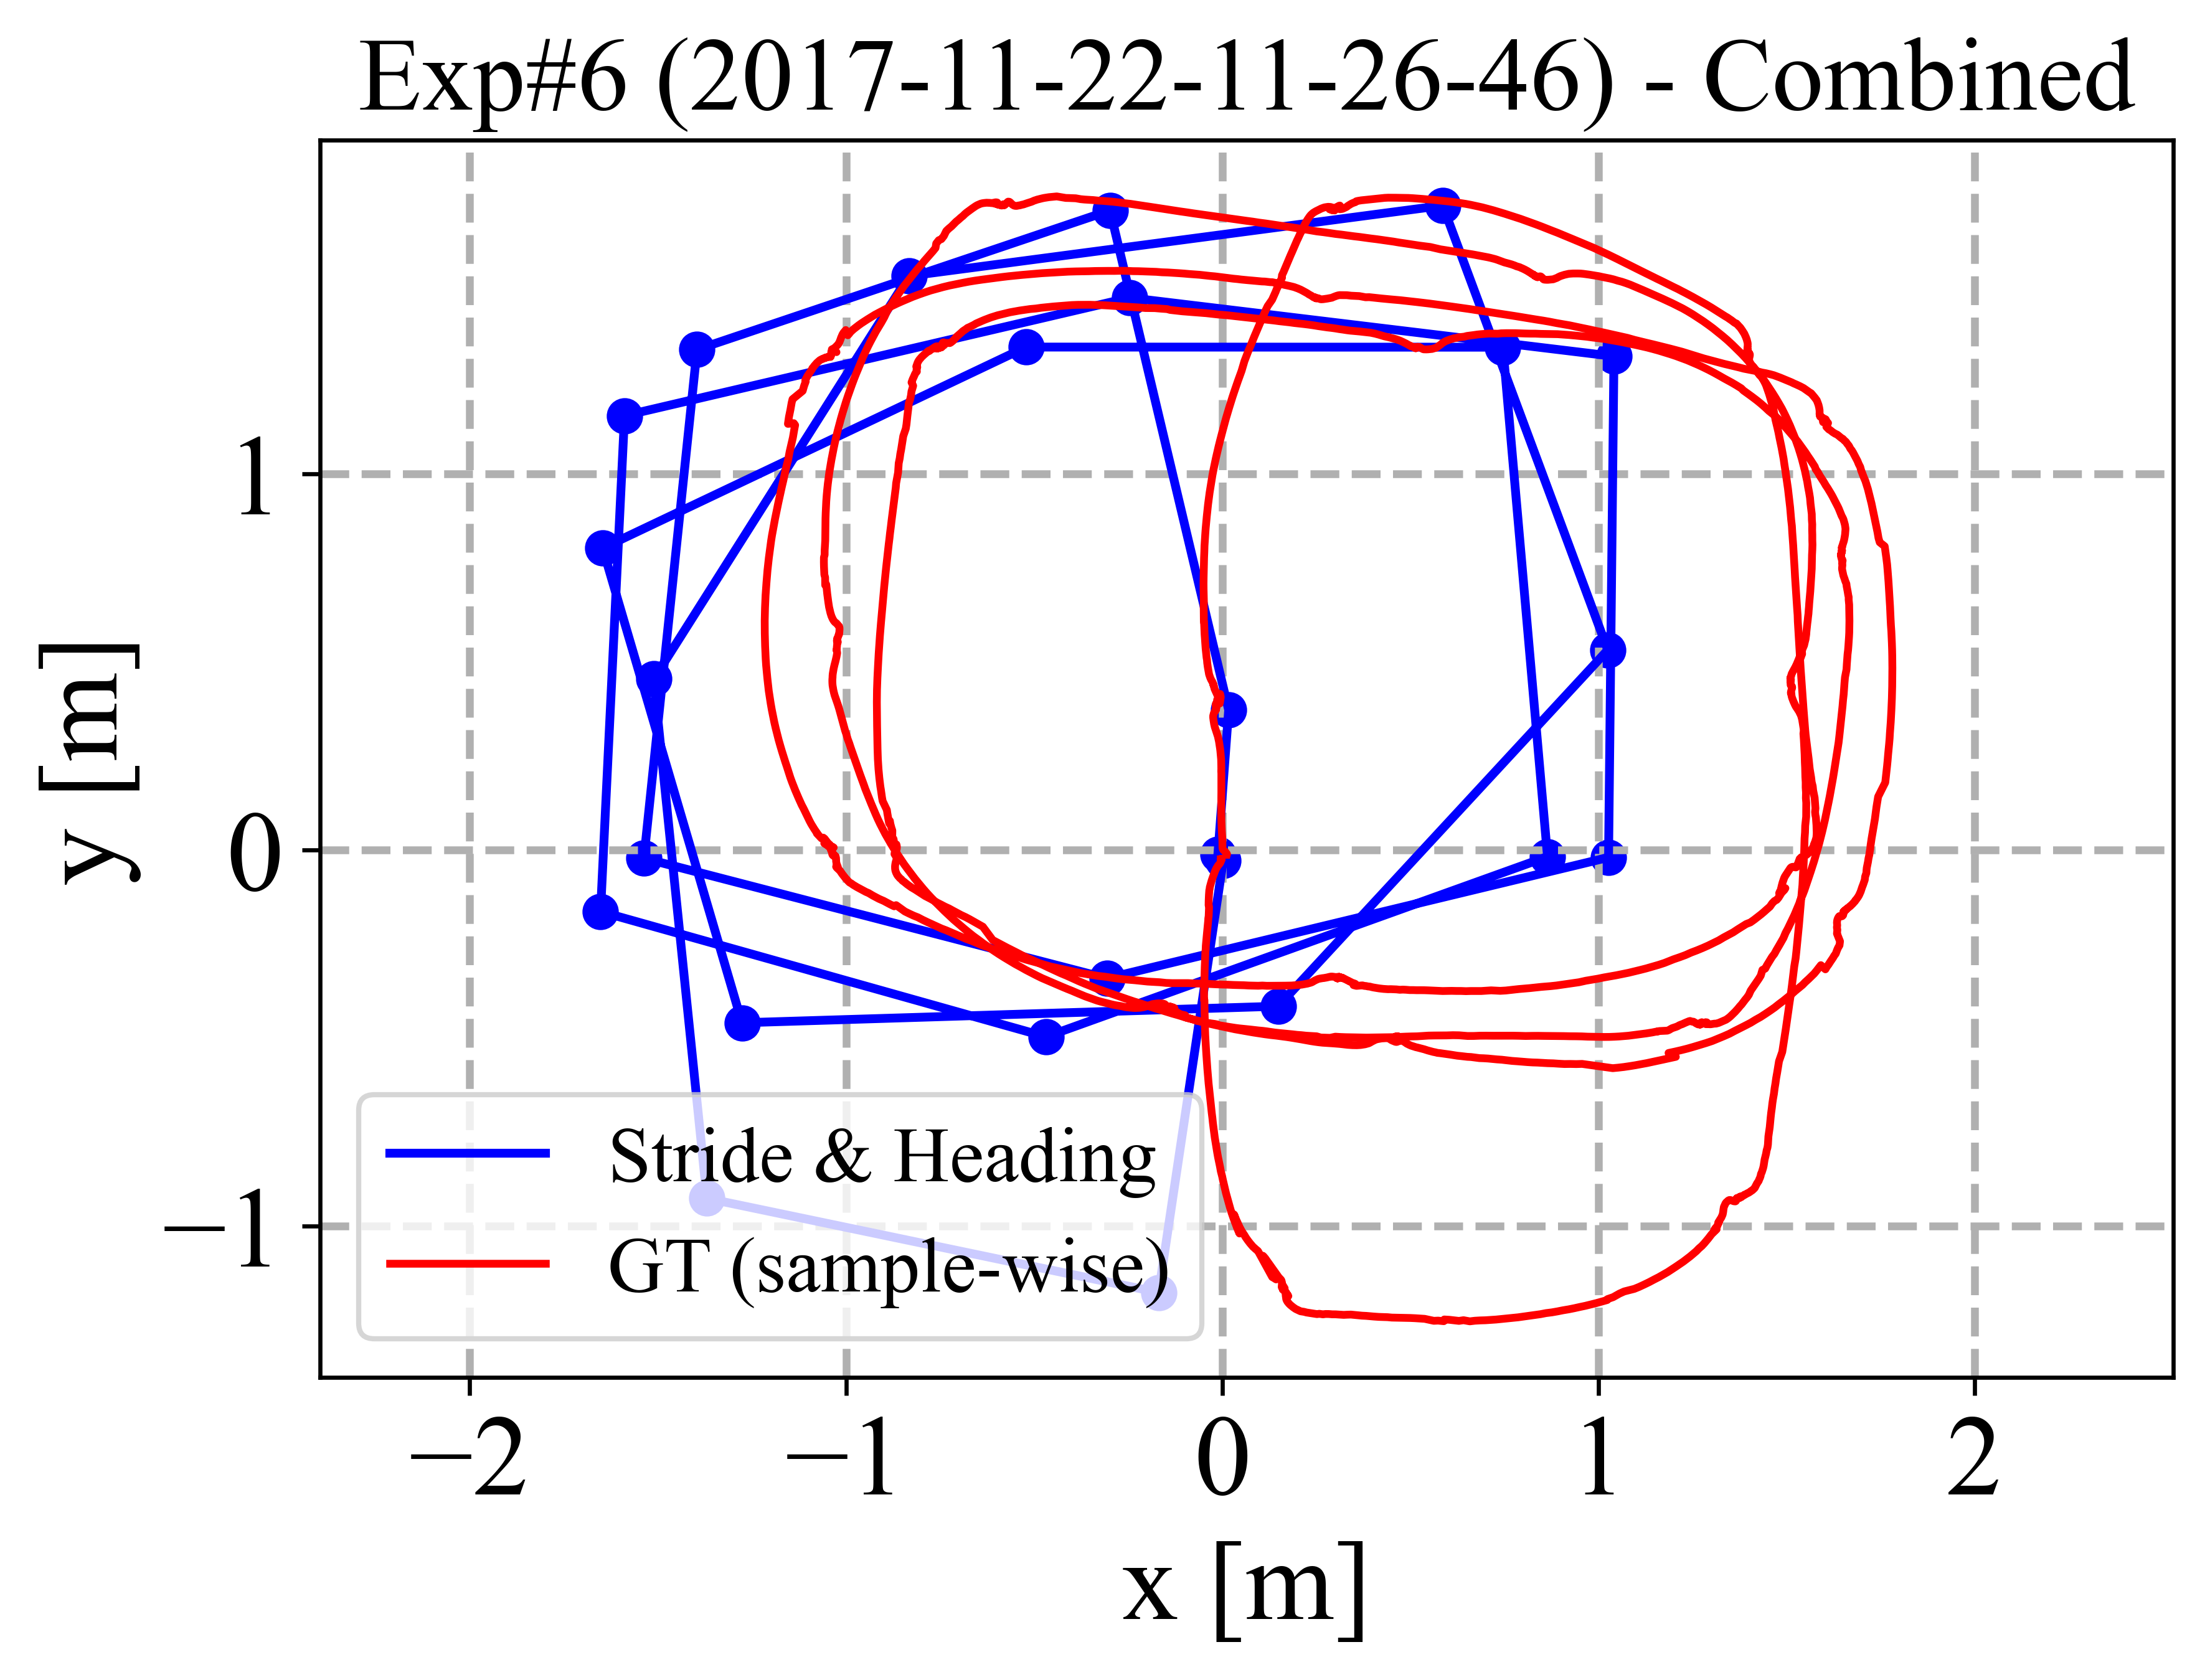 Exp#6 (2017-11-22-11-26-46) - Combined
y [m]
1
0
−1
Stride & Heading
GT (sample-wise)
−2 −1 0 1 2
x [m]